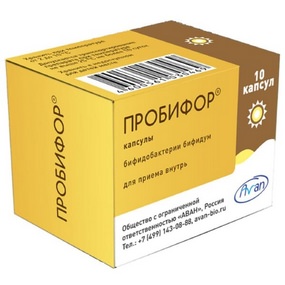 ПРОБИФОР®
капсулы
бифидобактерии бифидум
для приема внутрь
10
капсул
Avan
Общество с ограниченной
ответственностью «АВАН», Россия
Тел.: +7 (499) 143-08-88, avan-bio.ru